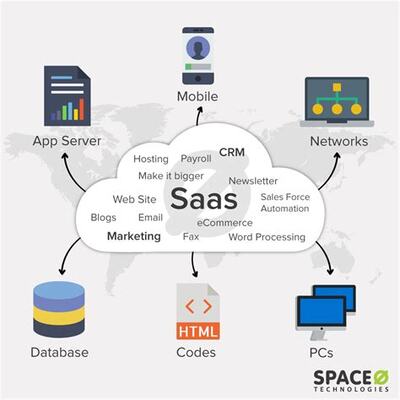 Mobile
App Server
Networks
Hosting
Payroll
CRM
Make it bigger
Newsletter
Web Site
Saas
Sales Force
Automation
Blogs
Email
eCommerce
Marketing
Fax
Word Processing
Database
HTML
Codes
PCs
SPACE
TECHNOLOGIES